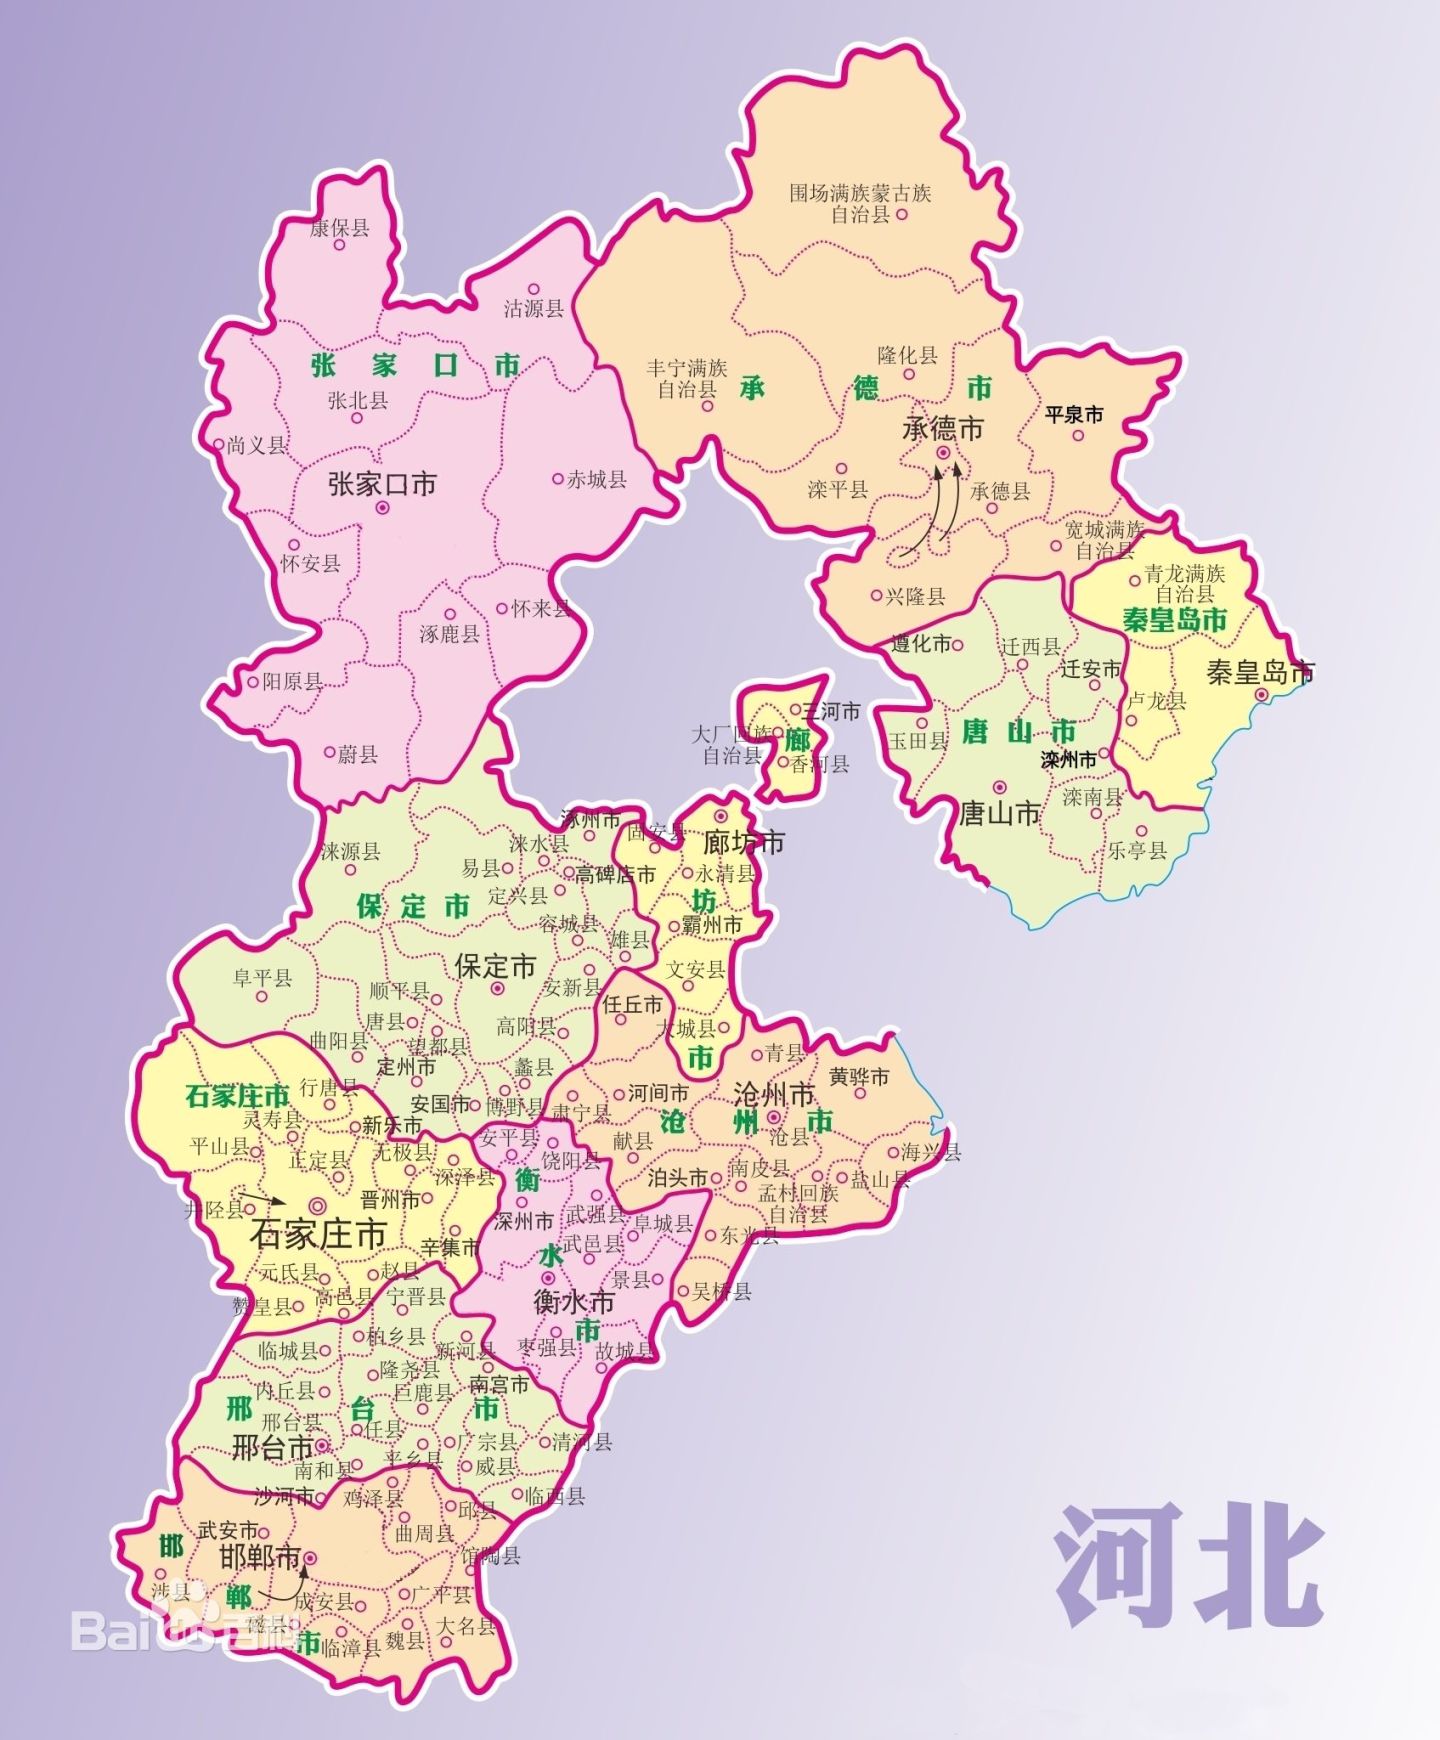 围场满族蒙古族
自治县
康保县
沽源县
张家口市
张北县
尚义县
张家口市
赤城县
怀安县
怀来县
涿鹿县
阳原县
蔚县
丰宁满族
自治县
隆化县
承德市
承德市
平泉市
滦平县
承德县
宽城满族
自治县
兴隆县
青龙满族
自治县
秦皇岛市
秦皇岛市
卢龙县
遵化市
迁西县
迁安市
玉田县
唐山市
滦州市
唐山市
滦南县
乐亭县
三河市
大厂回族
自治县
香河县
廊
坊
市
廊坊市
固安县
永清县
霸州市
文安县
大城县
涿州市
涞水县
涞源县
易县
高碑店市
定兴县
保定市
容城县
雄县
保定市
安新县
阜平县
顺平县
唐县
望都县
高阳县
曲阳县
定州市
蠡县
安国市
博野县
任丘市
青县
黄骅市
河间市
沧州市
肃宁县
沧州市
沧县
献县
海兴县
泊头市
南皮县
盐山县
孟村回族
自治县
东光县
吴桥县
石家庄市
行唐县
灵寿县
新乐市
平山县
正定县
无极县
深泽县
晋州市
井陉县
石家庄市
辛集市
元氏县
赵县
赞皇县
高邑县
安平县
饶阳县
衡
水
市
深州市
武强县
阜城县
武邑县
景县
衡水市
枣强县
故城县
宁晋县
柏乡县
临城县
新河县
隆尧县
内丘县
巨鹿县
南宫市
邢台市
邢台县
任县
邢台市
广宗县
清河县
平乡县
南和县
威县
沙河市
临西县
鸡泽县
邱县
武安市
曲周县
邯
郸
市
邯郸市
馆陶县
涉县
成安县
广平县
磁县
临漳县
魏县
大名县
河北
Bai 百科